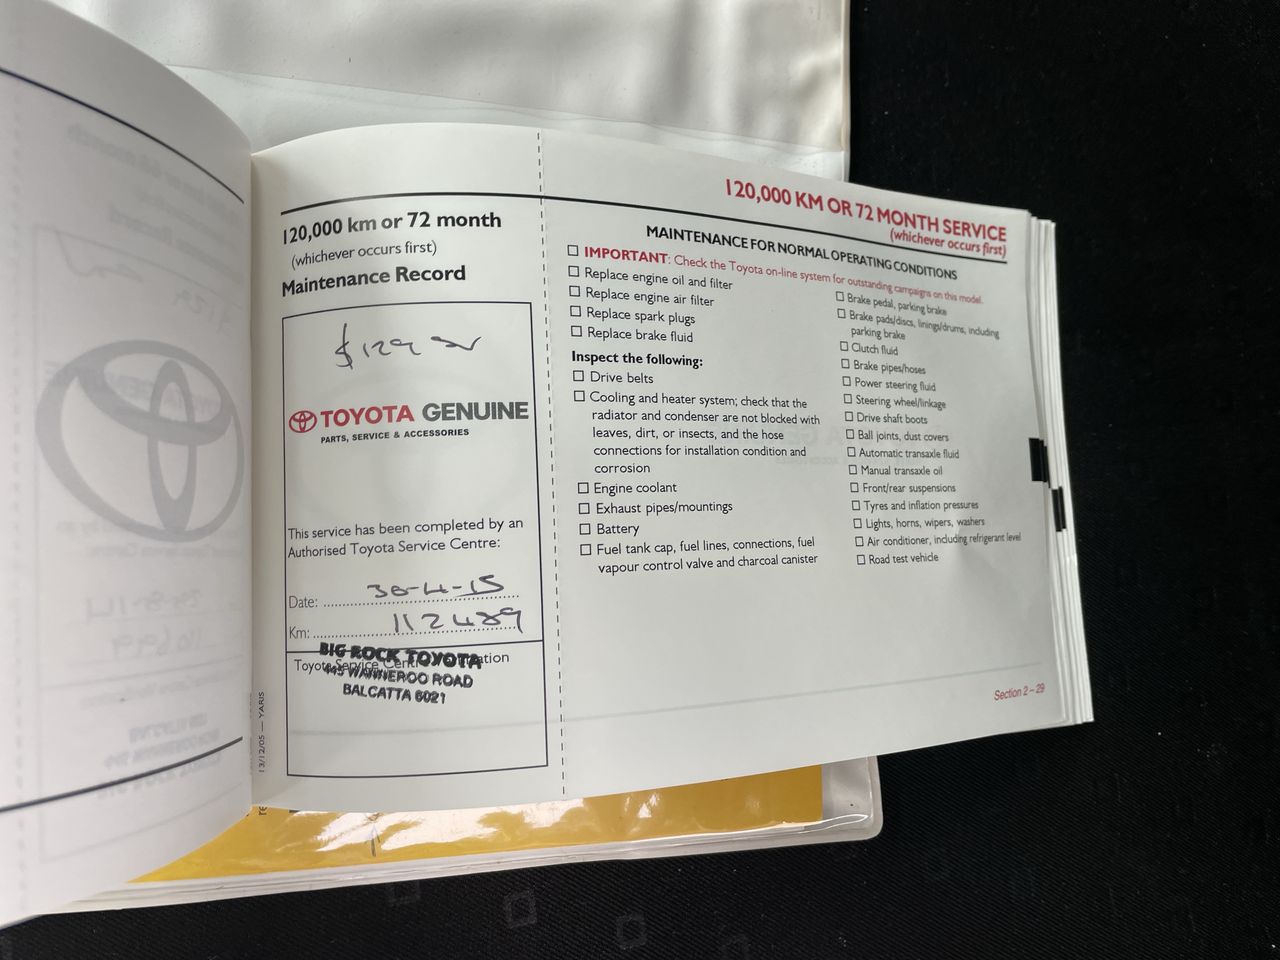 120,000 km or 72 month
(whichever occurs first)
Maintenance Record
$129
TOYOTA GENUINE
PARTS, SERVICE & ACCESSORIES
This service has been completed by an
Authorised Toyota Service Centre:
Date: 30-4-15
Km: 112489
Toyota Service
BIG ROCK TOYOTA
445 WANNEROO ROAD
BALCATTA 6021
13/12/05 — YARIS
120,000 KM OR 72 MONTH SERVICE
(whichever occurs first)
MAINTENANCE FOR NORMAL OPERATING CONDITIONS
IMPORTANT: Check the Toyota on-line system for outstanding campaigns on this model.
Replace engine oil and filter
Replace engine air filter
Replace spark plugs
Replace brake fluid
Inspect the following:
Drive belts
Cooling and heater system; check that the
radiator and condenser are not blocked with
leaves, dirt, or insects, and the hose
connections for installation condition and
corrosion
Engine coolant
Exhaust pipes/mountings
Battery
Fuel tank cap, fuel lines, connections, fuel
vapour control valve and charcoal canister
Brake pedal, parking brake
Brake pads/discs, linings/drums, including
parking brake
Clutch fluid
Brake pipes/hoses
Power steering fluid
Steering wheel/linkage
Drive shaft boots
Ball joints, dust covers
Automatic transaxle fluid
Manual transaxle oil
Front/rear suspensions
Tyres and inflation pressures
Lights, horns, wipers, washers
Air conditioner, including refrigerant level
Road test vehicle
Section 2 – 29